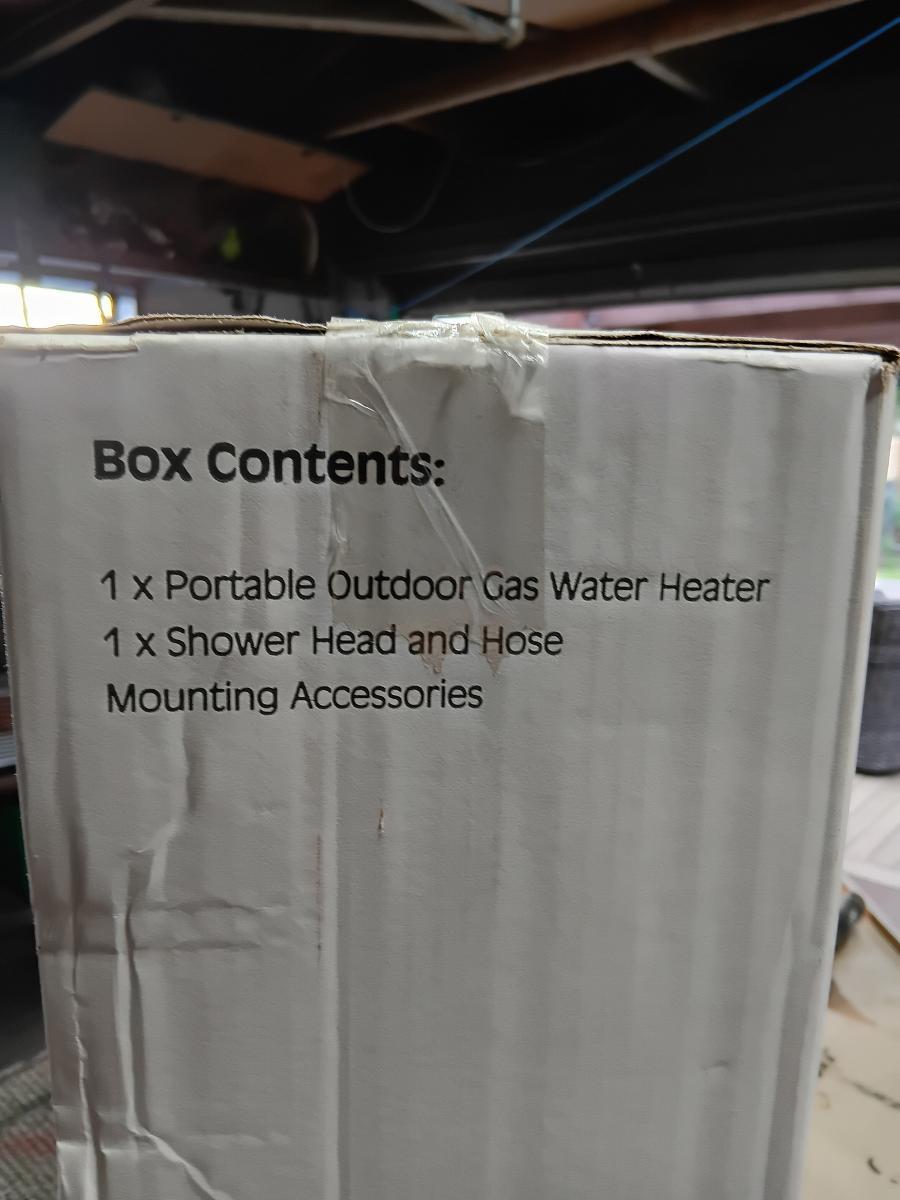 Box Contents:
1 x Portable Outdoor Gas Water Heater
1 x Shower Head and Hose
Mounting Accessories